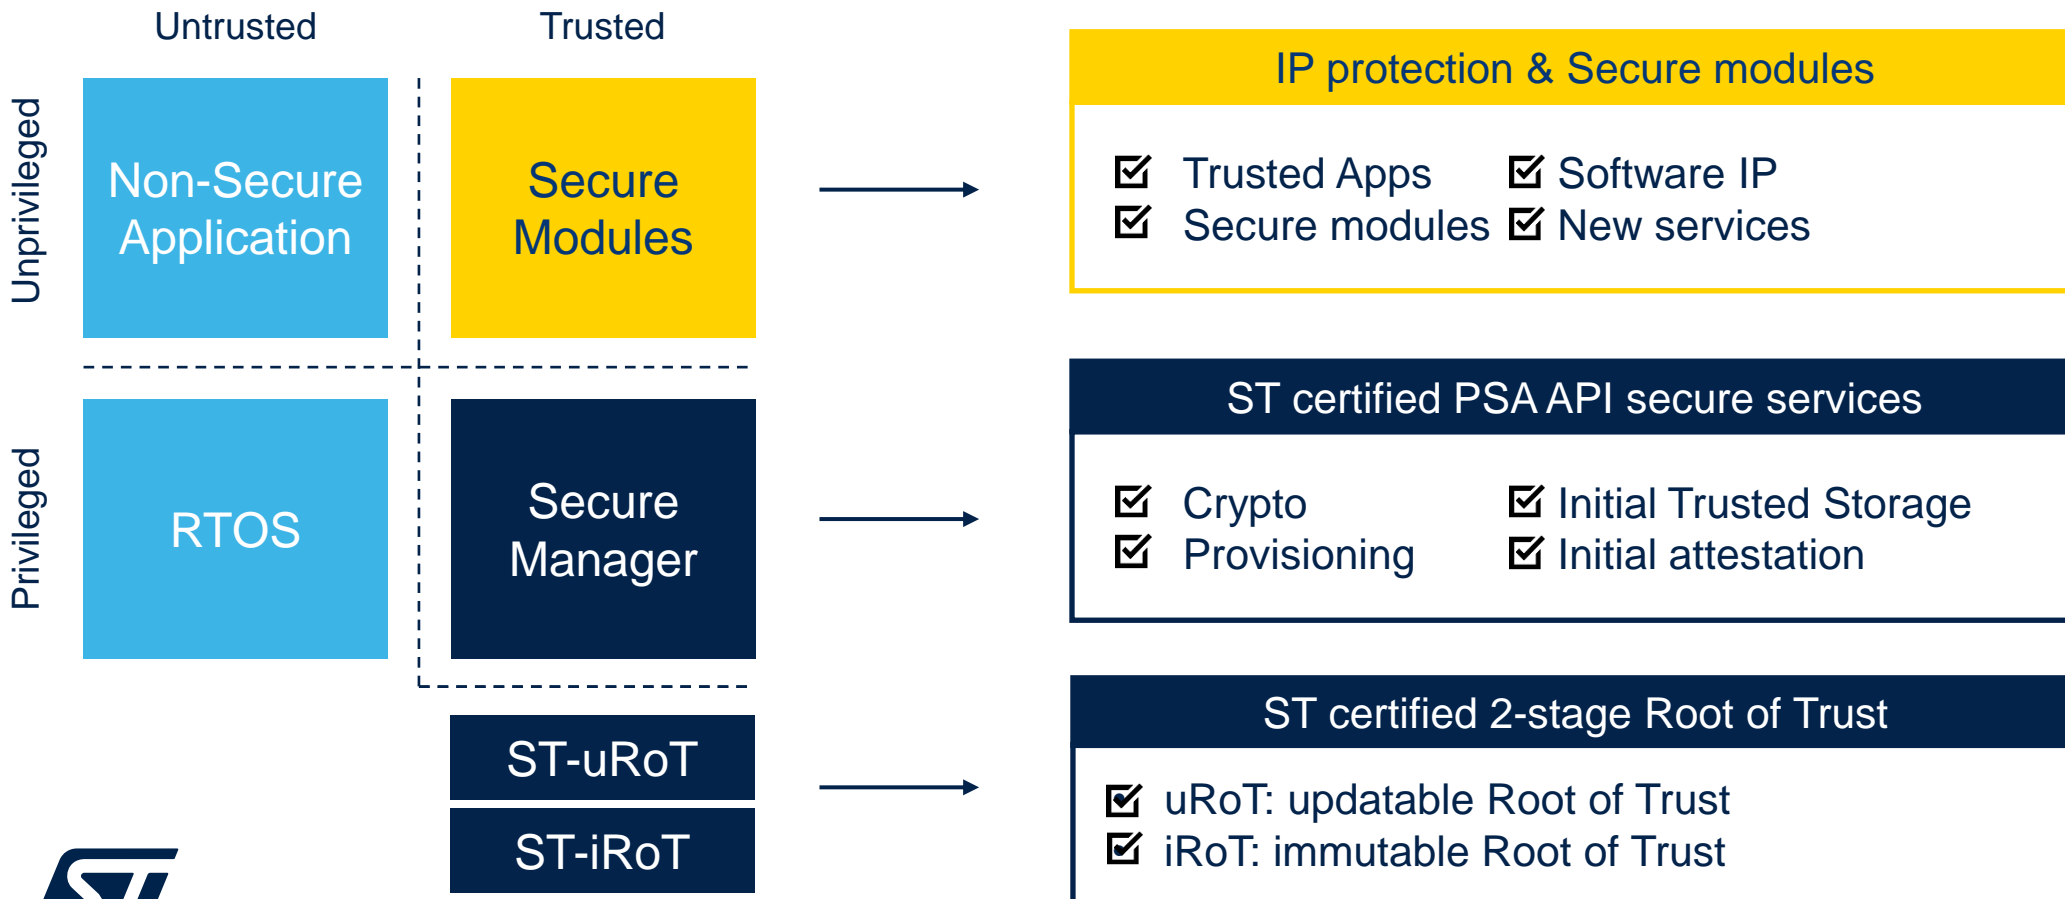 Untrusted
Trusted
Unprivileged
Non-Secure
Application
Secure
Modules
IP protection & Secure modules
Trusted Apps
Software IP
Secure modules
New services
Privileged
RTOS
Secure
Manager
ST certified PSA API secure services
Crypto
Initial Trusted Storage
Provisioning
Initial attestation
ST-uRoT
ST-iRoT
ST certified 2-stage Root of Trust
uRoT: updatable Root of Trust
iRoT: immutable Root of Trust
ST